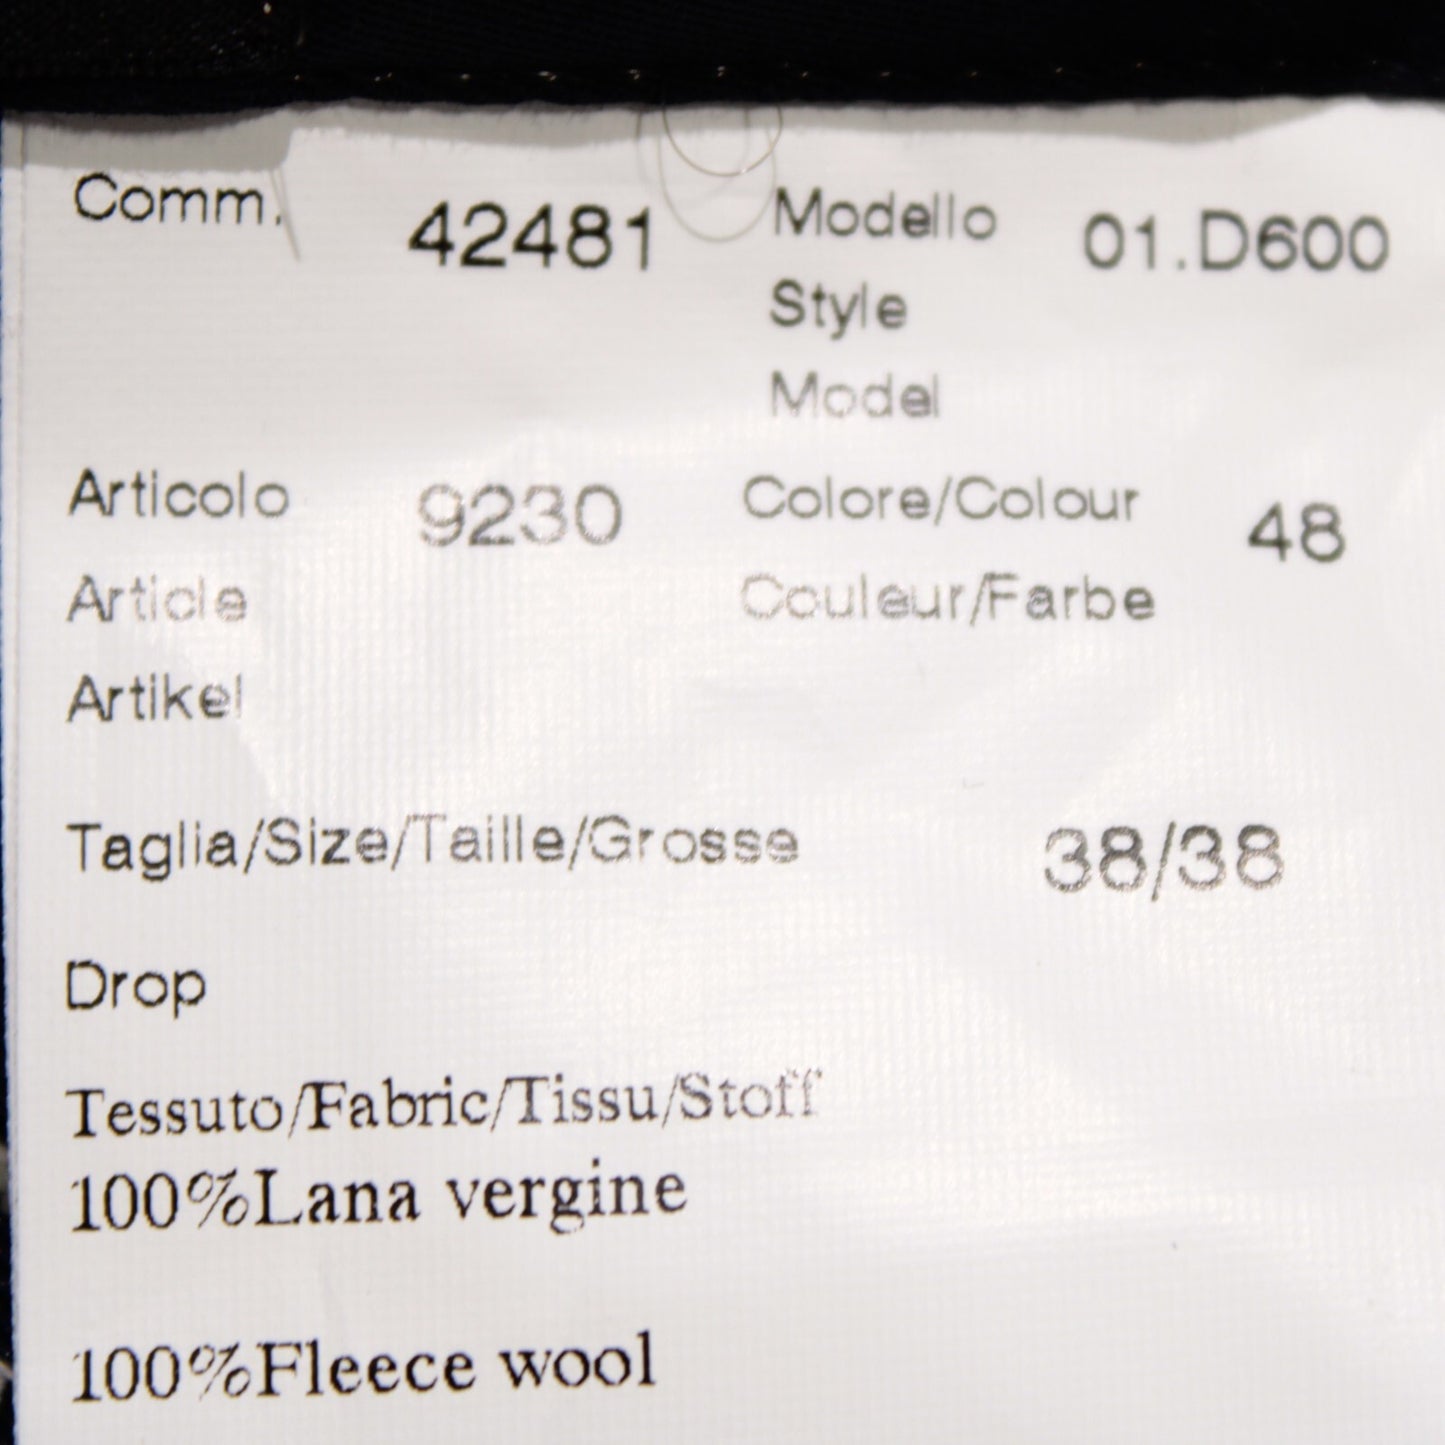 Comm. 42481 Modello 01.D600
Style
Model
Articolo 9230 Colore/Colour 48
Article Couleur/Farbe
Artikel
Taglia/Size/Taille/Grosse 38/38
Drop
Tessuto/Fabric/Tissu/Stoff
100%Lana vergine
100%Fleece wool